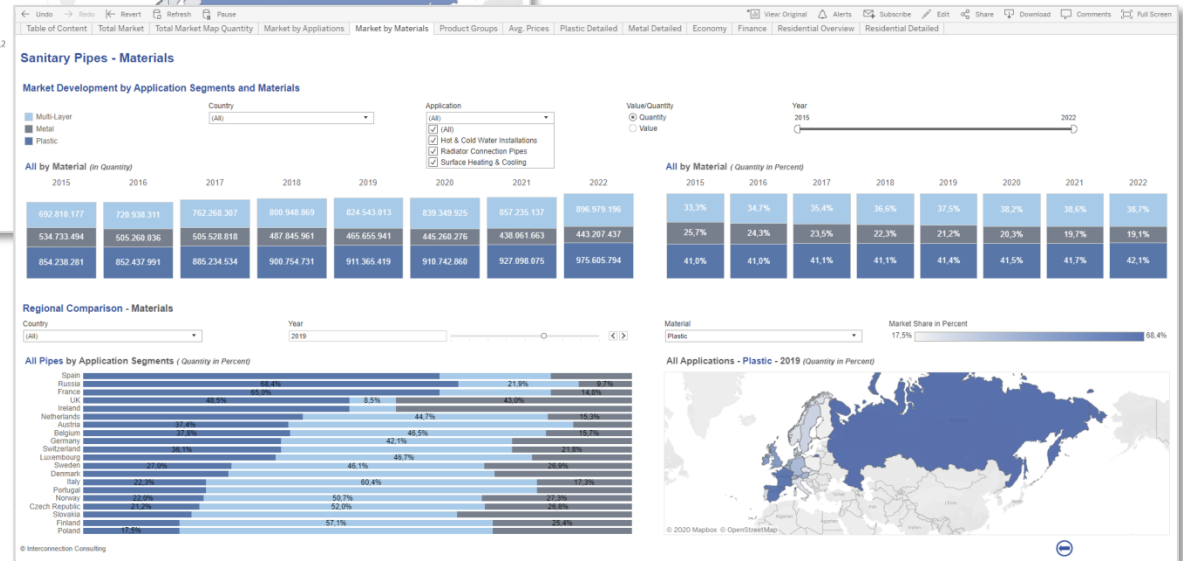 Undo Redo Revert Refresh Pause View: Original Alerts Subscribe Edit Share Download Comments Full Screen
Table of Content Total Market Total Market Map Quantity Market by Appliations Market by Materials Product Groups Avg. Prices Plastic Detailed Metal Detailed Economy Finance Residential Overview Residential Detailed
Sanitary Pipes - Materials
Market Development by Application Segments and Materials
Multi-Layer
Metal
Plastic
Country
(All)
Application
(All)
(All)
Hot & Cold Water Installations
Radiator Connection Pipes
Surface Heating & Cooling
Value/Quantity
Quantity
Value
Year
2015 2022
All by Material (in Quantity)
2015 2016 2017 2018 2019 2020 2021 2022
692.810.177 720.938.311 762.268.307 800.948.869 824.543.013 839.349.925 857.235.137 896.979.196
534.733.494 505.260.036 505.528.818 487.845.961 465.655.941 445.260.276 438.061.663 443.207.437
854.238.281 852.437.991 885.234.534 900.754.731 911.365.419 910.742.860 927.098.075 975.605.794
All by Material ( Quantity in Percent)
2015 2016 2017 2018 2019 2020 2021 2022
33,3% 34,7% 35,4% 36,6% 37,5% 38,2% 38,6% 38,7%
25,7% 24,3% 23,5% 22,3% 21,2% 20,3% 19,7% 19,1%
41,0% 41,0% 41,1% 41,1% 41,4% 41,5% 41,7% 42,1%
Regional Comparison - Materials
Country
(All)
Year
2019
Material
Plastic
Market Share in Percent
17,5% 68,4%
All Pipes by Application Segments ( Quantity in Percent)
Spain
Russia 68,4% 21,9% 9,7%
France 65,0% 14,8%
UK 48,5% 8,5% 43,0%
Ireland
Netherlands 44,7% 15,3%
Austria 37,4%
Belgium 37,8% 46,5% 15,7%
Germany 42,1%
Switzerland 36,1% 21,8%
Luxembourg 46,7%
Sweden 27,0% 46,1% 26,9%
Denmark
Italy 22,3% 60,4% 17,3%
Portugal
Norway 22,0% 50,7% 27,3%
Czech Republic 21,2% 52,0% 26,8%
Slovakia
Finland 57,1% 25,4%
Poland 17,5%
All Applications - Plastic - 2019 (Quantity in Percent)
© 2020 Mapbox © OpenStreetMap
© Interconnection Consulting